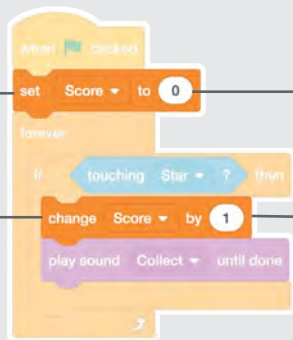 when clicked
set Score to 0
forever
if touching Star ? then
change Score by 1
play sound Collect until done